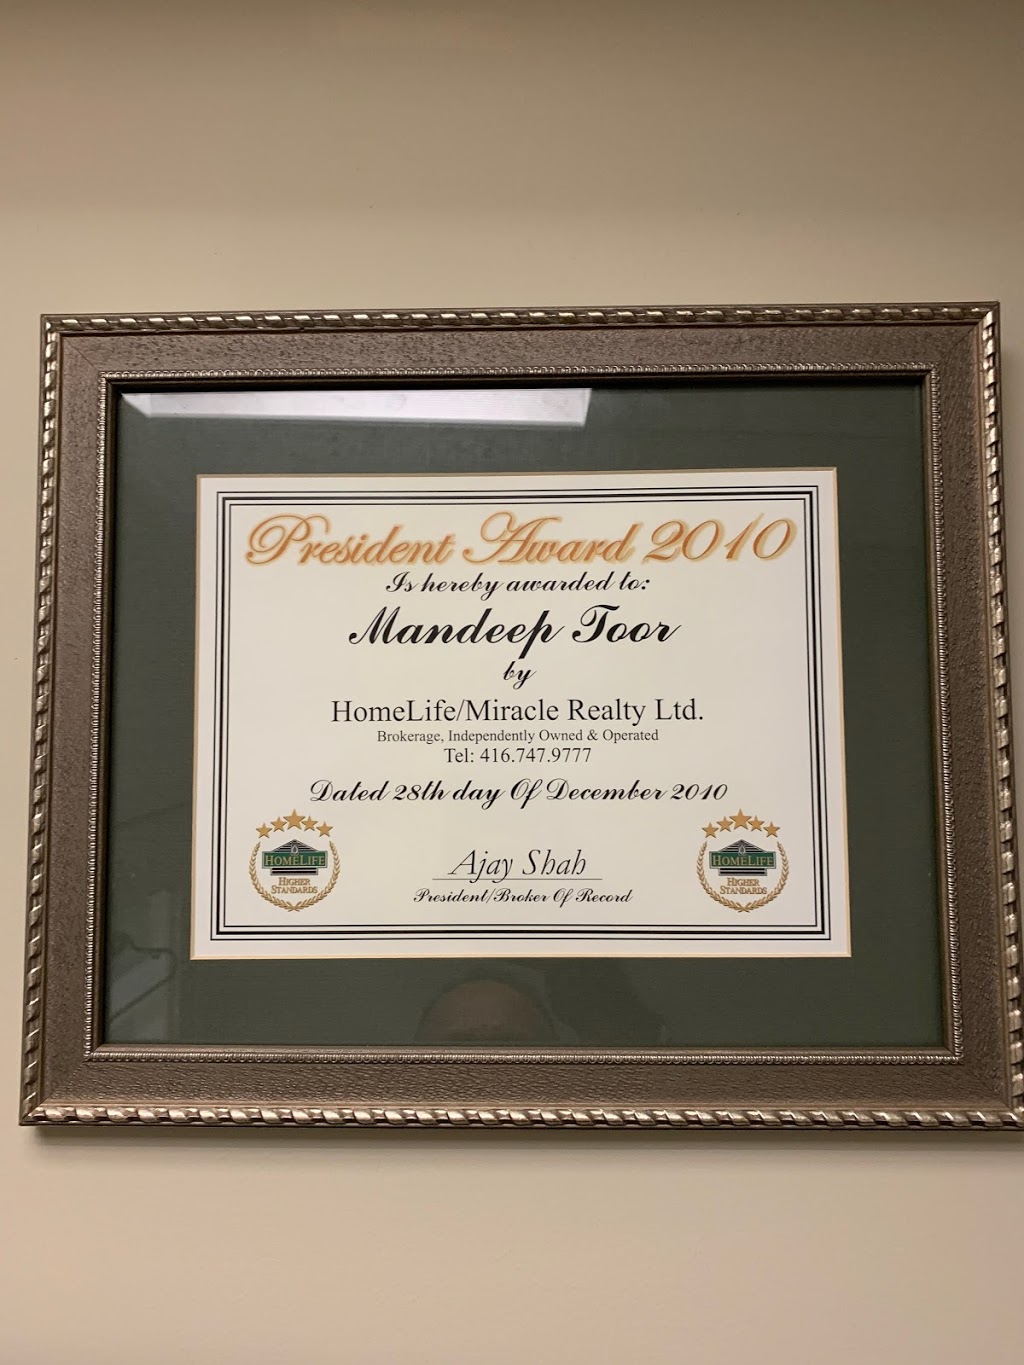 President Award 2010
Is hereby awarded to:
Mandeep Toor
by
HomeLife/Miracle Realty Ltd.
Brokerage, Independently Owned & Operated
Tel: 416.747.9777
Dated 28th day Of December 2010
HOMELIFE
HIGHER
STANDARDS
Ajay Shah
President/Broker Of Record
HOMELIFE
HIGHER
STANDARDS